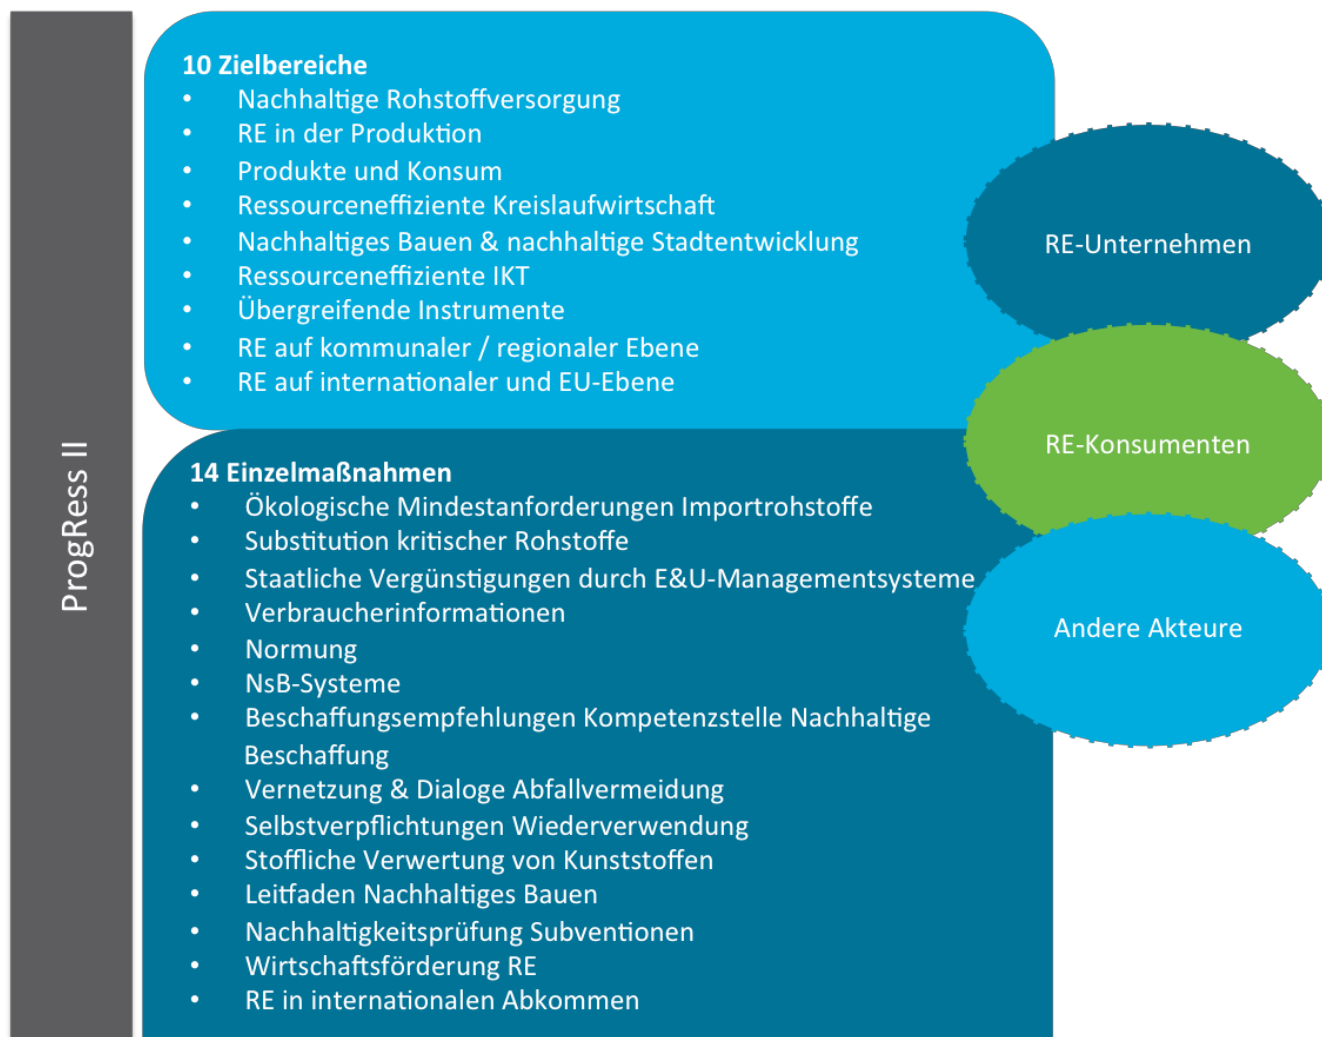 ProgRess II
10 Zielbereiche
• Nachhaltige Rohstoffversorgung
• RE in der Produktion
• Produkte und Konsum
• Ressourceneffiziente Kreislaufwirtschaft
• Nachhaltiges Bauen & nachhaltige Stadtentwicklung
• Ressourceneffiziente IKT
• Übergreifende Instrumente
• RE auf kommunaler / regionaler Ebene
• RE auf internationaler und EU-Ebene
14 Einzelmaßnahmen
• Ökologische Mindestanforderungen Importrohstoffe
• Substitution kritischer Rohstoffe
• Staatliche Vergünstigungen durch E&U-Managementsysteme
• Verbraucherinformationen
• Normung
• NsB-Systeme
• Beschaffungsempfehlungen Kompetenzstelle Nachhaltige
Beschaffung
• Vernetzung & Dialoge Abfallvermeidung
• Selbstverpflichtungen Wiederverwendung
• Stoffliche Verwertung von Kunststoffen
• Leitfaden Nachhaltiges Bauen
• Nachhaltigkeitsprüfung Subventionen
• Wirtschaftsförderung RE
• RE in internationalen Abkommen
RE-Unternehmen
RE-Konsumenten
Andere Akteure